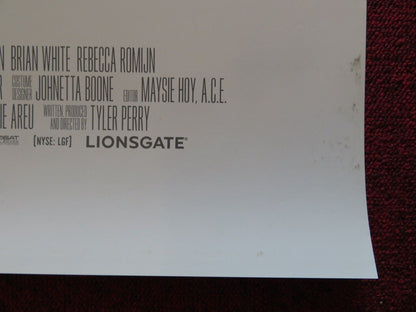 N BRIAN WHITE REBECCA ROMIJN
R COSTUME DESIGNER JOHNETTA BOONE EDITOR MAYSIE HOY, A.C.E.
IE AREU WRITTEN, PRODUCED AND DIRECTED BY TYLER PERRY
[NYSE: LGF] LIONSGATE®